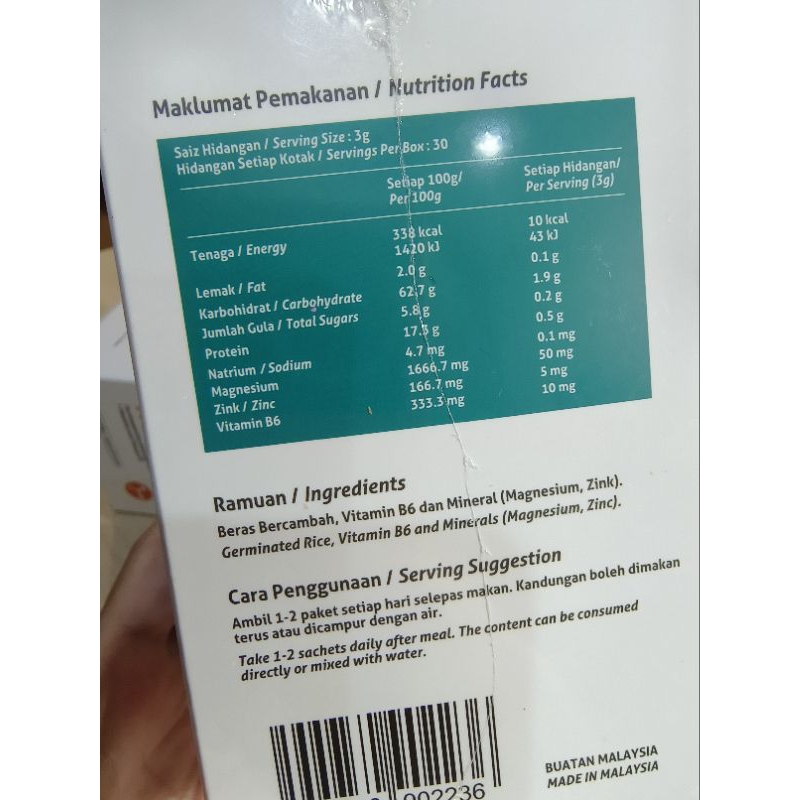 Maklumat Pemakanan / Nutrition Facts
Saiz Hidangan / Serving Size : 3g
Hidangan Setiap Kotak / Servings Per Box : 30
Setiap 100g/ Setiap Hidangan/
Per 100g Per Serving (3g)
Tenaga / Energy 338 kcal 10 kcal
1420 kJ 43 kJ
Lemak / Fat 2.0 g 0.1 g
Karbohidrat / Carbohydrate 62.7 g 1.9 g
Jumlah Gula / Total Sugars 5.8 g 0.2 g
Protein 17.3 g 0.5 g
Natrium / Sodium 4.7 mg 0.1 mg
Magnesium 1666.7 mg 50 mg
Zink / Zinc 166.7 mg 5 mg
Vitamin B6 333.3 mg 10 mg
Ramuan / Ingredients
Beras Bercambah, Vitamin B6 dan Mineral (Magnesium, Zink).
Germinated Rice, Vitamin B6 and Minerals (Magnesium, Zinc).
Cara Penggunaan / Serving Suggestion
Ambil 1-2 paket setiap hari selepas makan. Kandungan boleh dimakan
terus atau dicampur dengan air.
Take 1-2 sachets daily after meal. The content can be consumed
directly or mixed with water.
002236
BUATAN MALAYSIA
MADE IN MALAYSIA